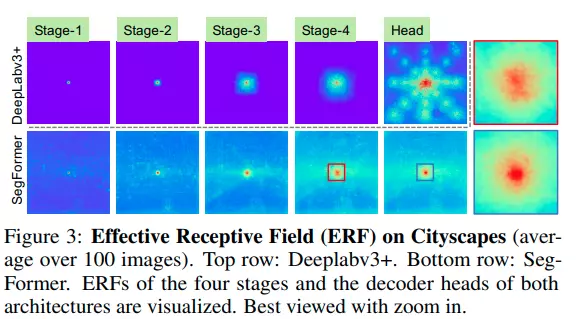 Stage-1 Stage-2 Stage-3 Stage-4 Head
DeepLabv3+
SegFormer
Figure 3: Effective Receptive Field (ERF) on Cityscapes (aver-
age over 100 images). Top row: Deeplabv3+. Bottom row: Seg-
Former. ERFs of the four stages and the decoder heads of both
architectures are visualized. Best viewed with zoom in.